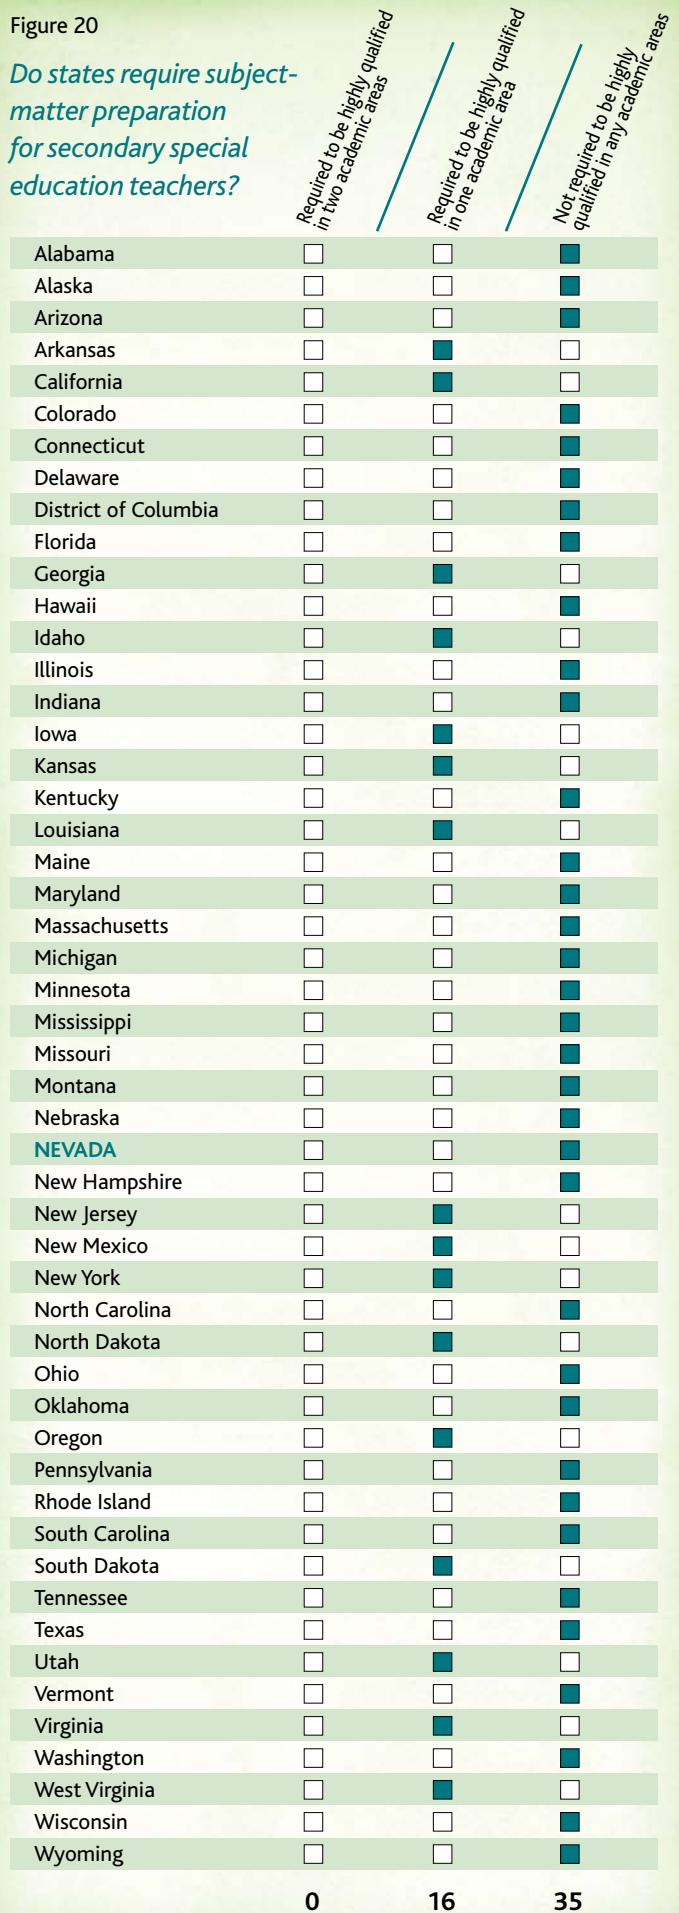 Figure 20
Do states require subject-
matter preparation
for secondary special
education teachers?
Required to be highly qualified
in two academic areas
Required to be highly qualified
in one academic area
Not required to be highly
qualified in any academic areas
Alabama
Alaska
Arizona
Arkansas
California
Colorado
Connecticut
Delaware
District of Columbia
Florida
Georgia
Hawaii
Idaho
Illinois
Indiana
Iowa
Kansas
Kentucky
Louisiana
Maine
Maryland
Massachusetts
Michigan
Minnesota
Mississippi
Missouri
Montana
Nebraska
NEVADA
New Hampshire
New Jersey
New Mexico
New York
North Carolina
North Dakota
Ohio
Oklahoma
Oregon
Pennsylvania
Rhode Island
South Carolina
South Dakota
Tennessee
Texas
Utah
Vermont
Virginia
Washington
West Virginia
Wisconsin
Wyoming
0 16 35